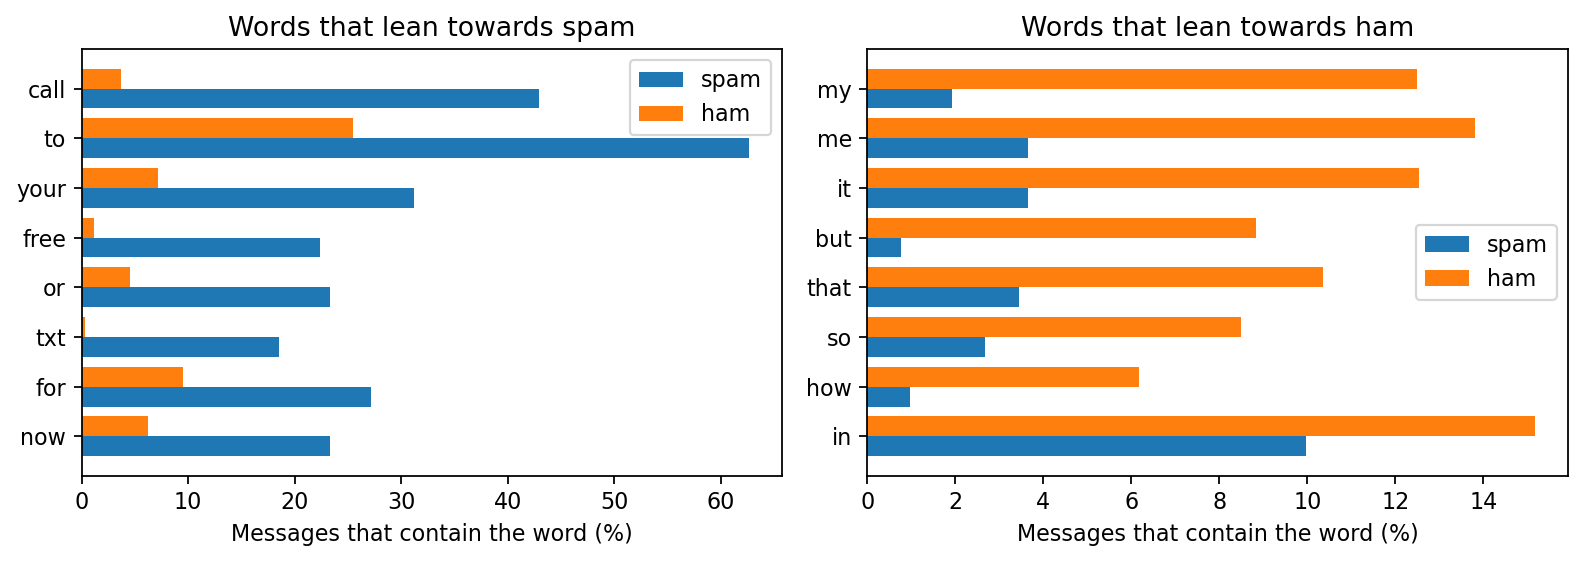 Words that lean towards spam
call
to
your
free
or
txt
for
now
spam
ham
0 10 20 30 40 50 60
Messages that contain the word (%)
Words that lean towards ham
my
me
it
but
that
so
how
in
spam
ham
0 2 4 6 8 10 12 14
Messages that contain the word (%)